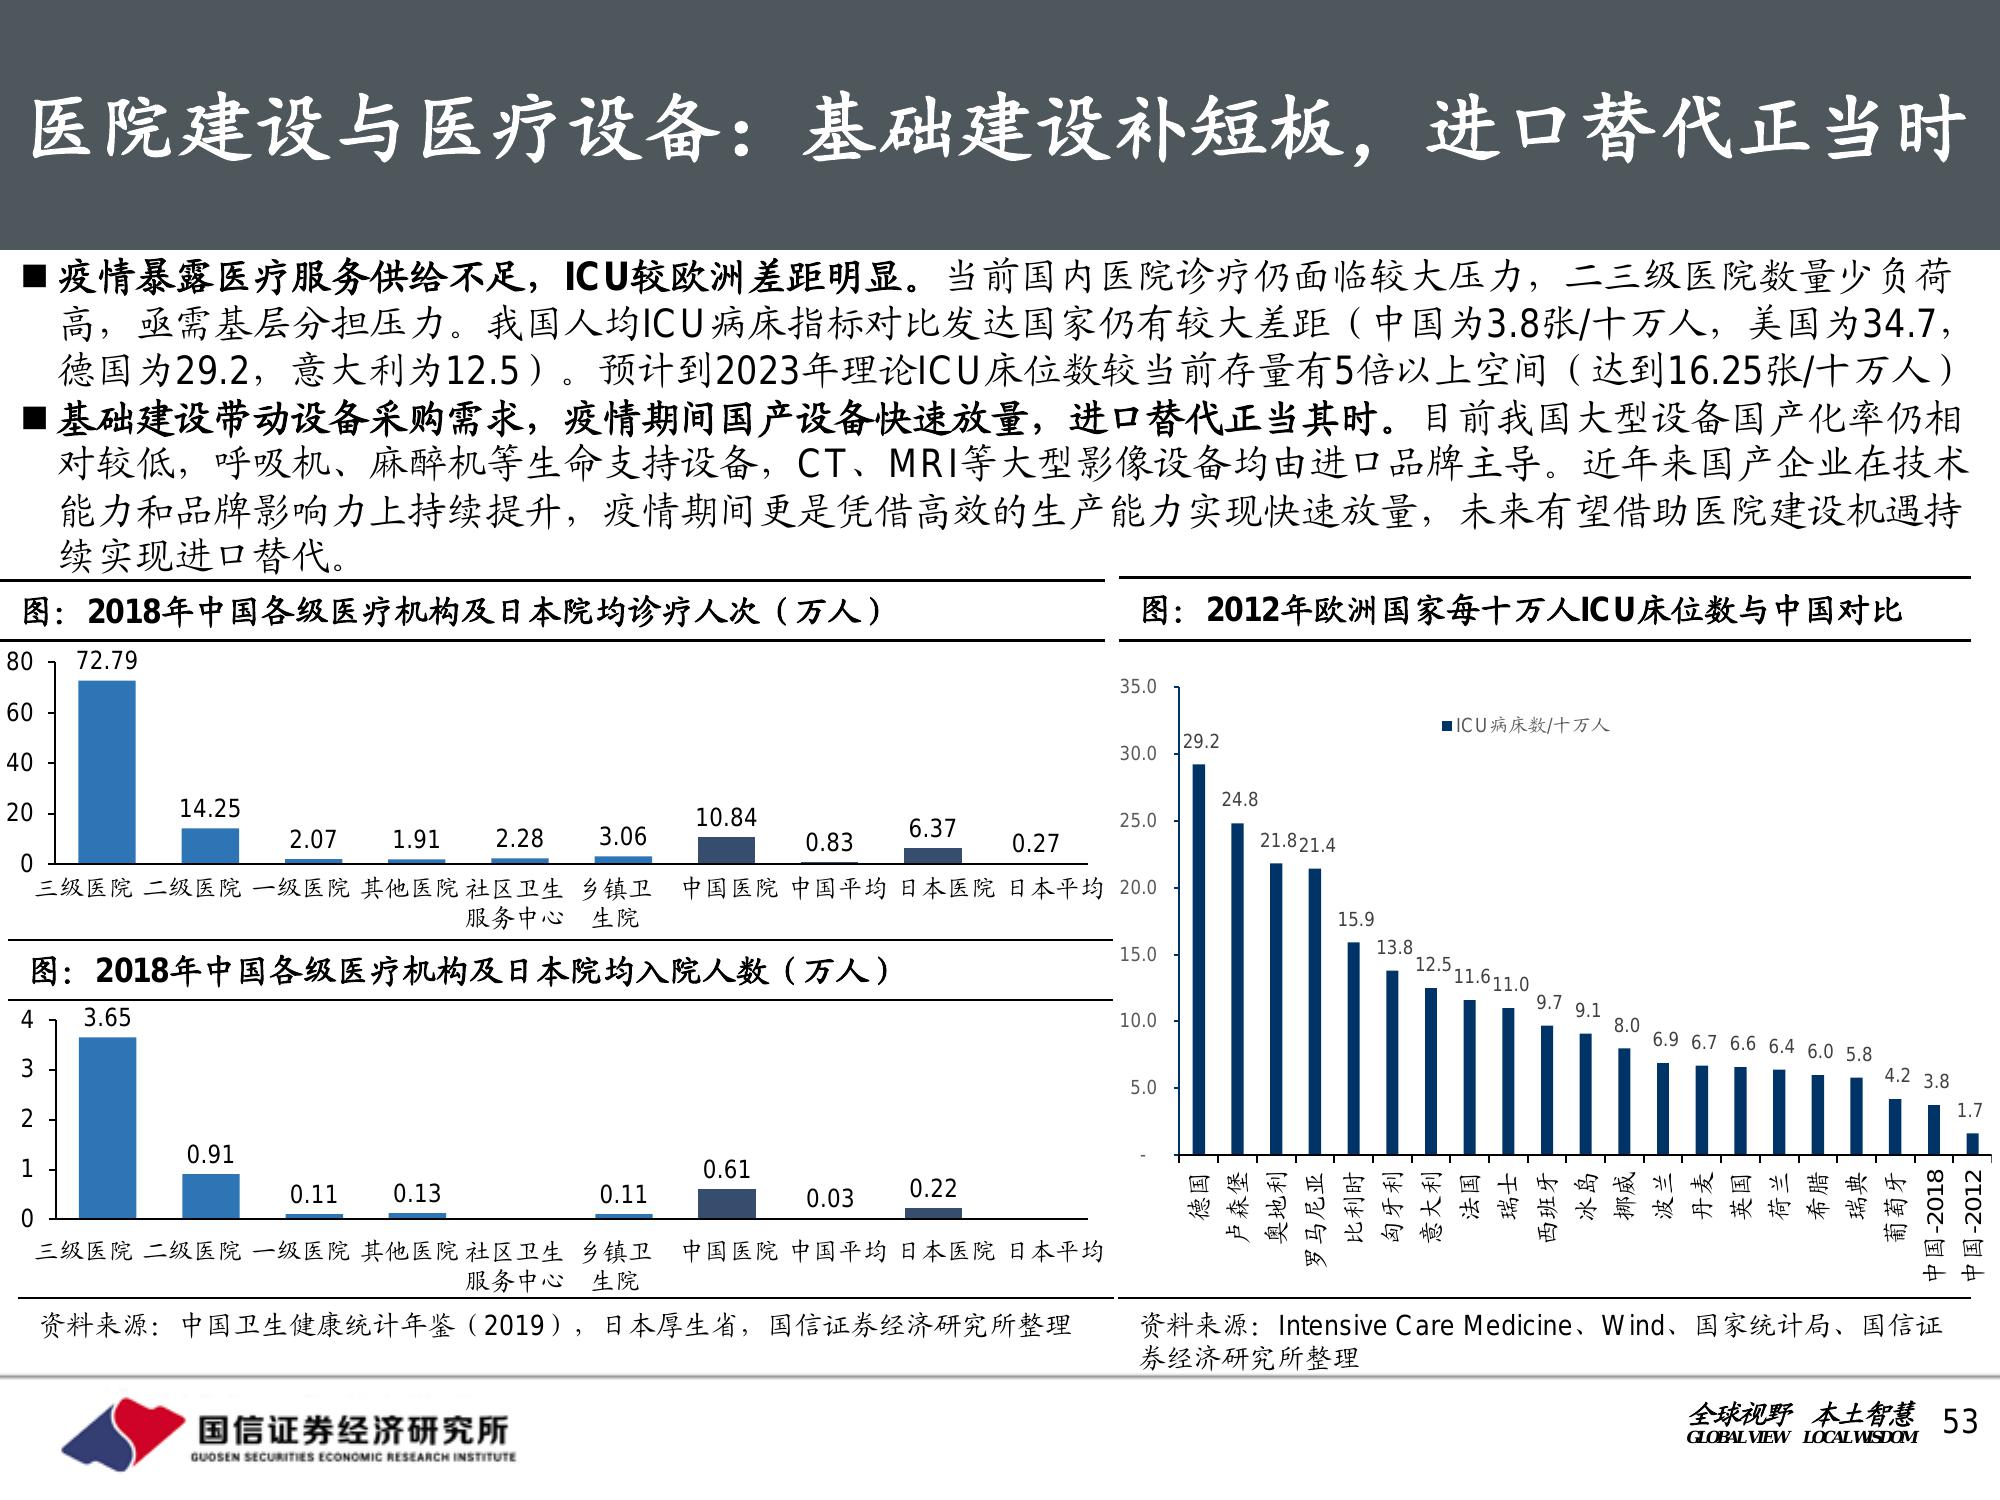 医院建设与医疗设备：基础建设补短板，进口替代正当时
■ 疫情暴露医疗服务供给不足，ICU较欧洲差距明显。当前国内医院诊疗仍面临较大压力，二三级医院数量少负荷
高，亟需基层分担压力。我国人均ICU病床指标对比发达国家仍有较大差距（中国为3.8张/十万人，美国为34.7，
德国为29.2，意大利为12.5）。预计到2023年理论ICU床位数较当前存量有5倍以上空间（达到16.25张/十万人）
■ 基础建设带动设备采购需求，疫情期间国产设备快速放量，进口替代正当其时。目前我国大型设备国产化率仍相
对较低，呼吸机、麻醉机等生命支持设备，CT、MRI等大型影像设备均由进口品牌主导。近年来国产企业在技术
能力和品牌影响力上持续提升，疫情期间更是凭借高效的生产能力实现快速放量，未来有望借助医院建设机遇持
续实现进口替代。
图：2018年中国各级医疗机构及日本院均诊疗人次（万人）
80
60
40
20
0
72.79
14.25
2.07
1.91
2.28
3.06
10.84
0.83
6.37
0.27
三级医院 二级医院 一级医院 其他医院 社区卫生 乡镇卫 中国医院 中国平均 日本医院 日本平均
服务中心 生院
图：2018年中国各级医疗机构及日本院均入院人数（万人）
4
3
2
1
0
3.65
0.91
0.11
0.13
0.11
0.61
0.03
0.22
三级医院 二级医院 一级医院 其他医院 社区卫生 乡镇卫 中国医院 中国平均 日本医院 日本平均
服务中心 生院
资料来源：中国卫生健康统计年鉴（2019），日本厚生省，国信证券经济研究所整理
图：2012年欧洲国家每十万人ICU床位数与中国对比
35.0
30.0
25.0
20.0
15.0
10.0
5.0
-
ICU病床数/十万人
29.2
24.8
21.8
21.4
15.9
13.8
12.5
11.6
11.0
9.7
9.1
8.0
6.9
6.7
6.6
6.4
6.0
5.8
4.2
3.8
1.7
德国
卢森堡
奥地利
罗马尼亚
比利时
匈牙利
意大利
法国
瑞士
西班牙
冰岛
挪威
波兰
丹麦
英国
荷兰
希腊
瑞典
葡萄牙
中国-2018
中国-2012
资料来源：Intensive Care Medicine、Wind、国家统计局、国信证
券经济研究所整理
国信证券经济研究所
GUOSEN SECURITIES ECONOMIC RESEARCH INSTITUTE
全球视野 本土智慧
GLOBAL VIEW LOCAL WISDOM
53